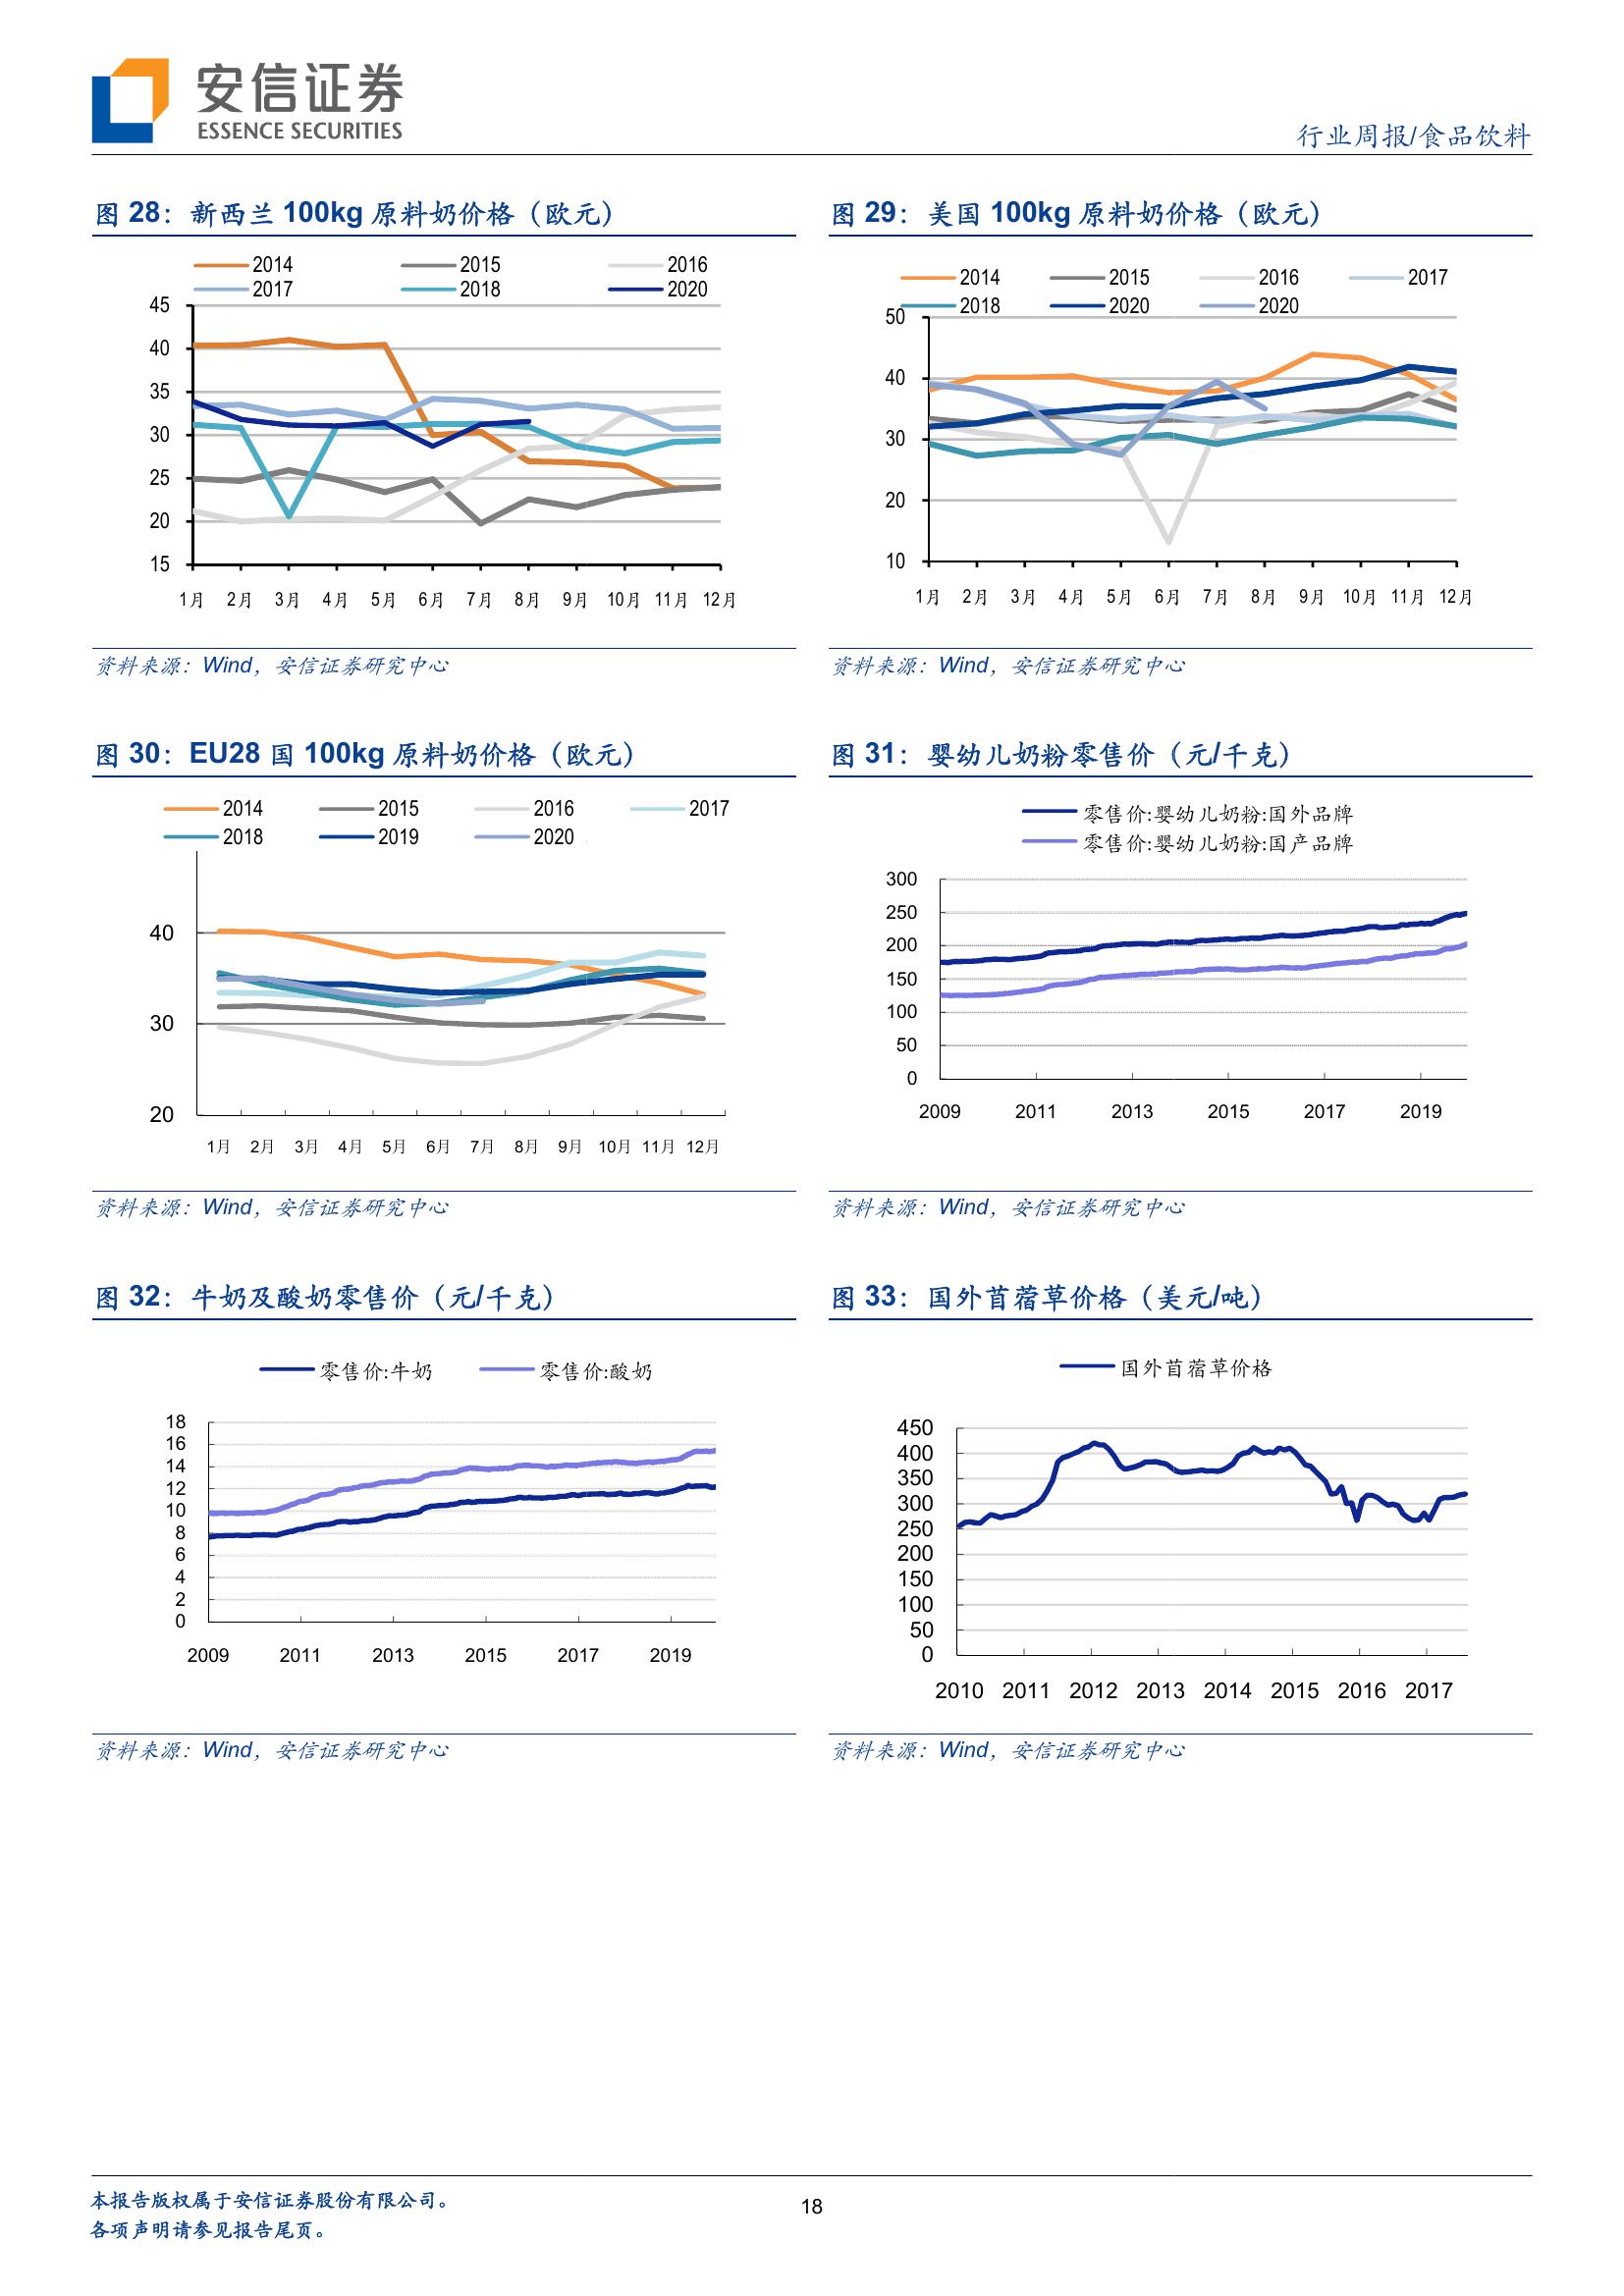 安信证券
ESSENCE SECURITIES
行业周报/食品饮料
图 28：新西兰 100kg 原料奶价格（欧元）
2014 2015 2016
2017 2018 2020
45
40
35
30
25
20
15
1月 2月 3月 4月 5月 6月 7月 8月 9月 10月 11月 12月
资料来源：Wind，安信证券研究中心
图 29：美国 100kg 原料奶价格（欧元）
2014 2015 2016 2017
2018 2020 2020
50
40
30
20
10
1月 2月 3月 4月 5月 6月 7月 8月 9月 10月 11月 12月
资料来源：Wind，安信证券研究中心
图 30：EU28 国 100kg 原料奶价格（欧元）
2014 2015 2016 2017
2018 2019 2020
40
30
20
1月 2月 3月 4月 5月 6月 7月 8月 9月 10月 11月 12月
资料来源：Wind，安信证券研究中心
图 31：婴幼儿奶粉零售价（元/千克）
零售价:婴幼儿奶粉:国外品牌
零售价:婴幼儿奶粉:国产品牌
300
250
200
150
100
50
0
2009 2011 2013 2015 2017 2019
资料来源：Wind，安信证券研究中心
图 32：牛奶及酸奶零售价（元/千克）
零售价:牛奶 零售价:酸奶
18
16
14
12
10
8
6
4
2
0
2009 2011 2013 2015 2017 2019
资料来源：Wind，安信证券研究中心
图 33：国外首蓿草价格（美元/吨）
国外首蓿草价格
450
400
350
300
250
200
150
100
50
0
2010 2011 2012 2013 2014 2015 2016 2017
资料来源：Wind，安信证券研究中心
本报告版权属于安信证券股份有限公司。
各项声明请参见报告尾页。
18